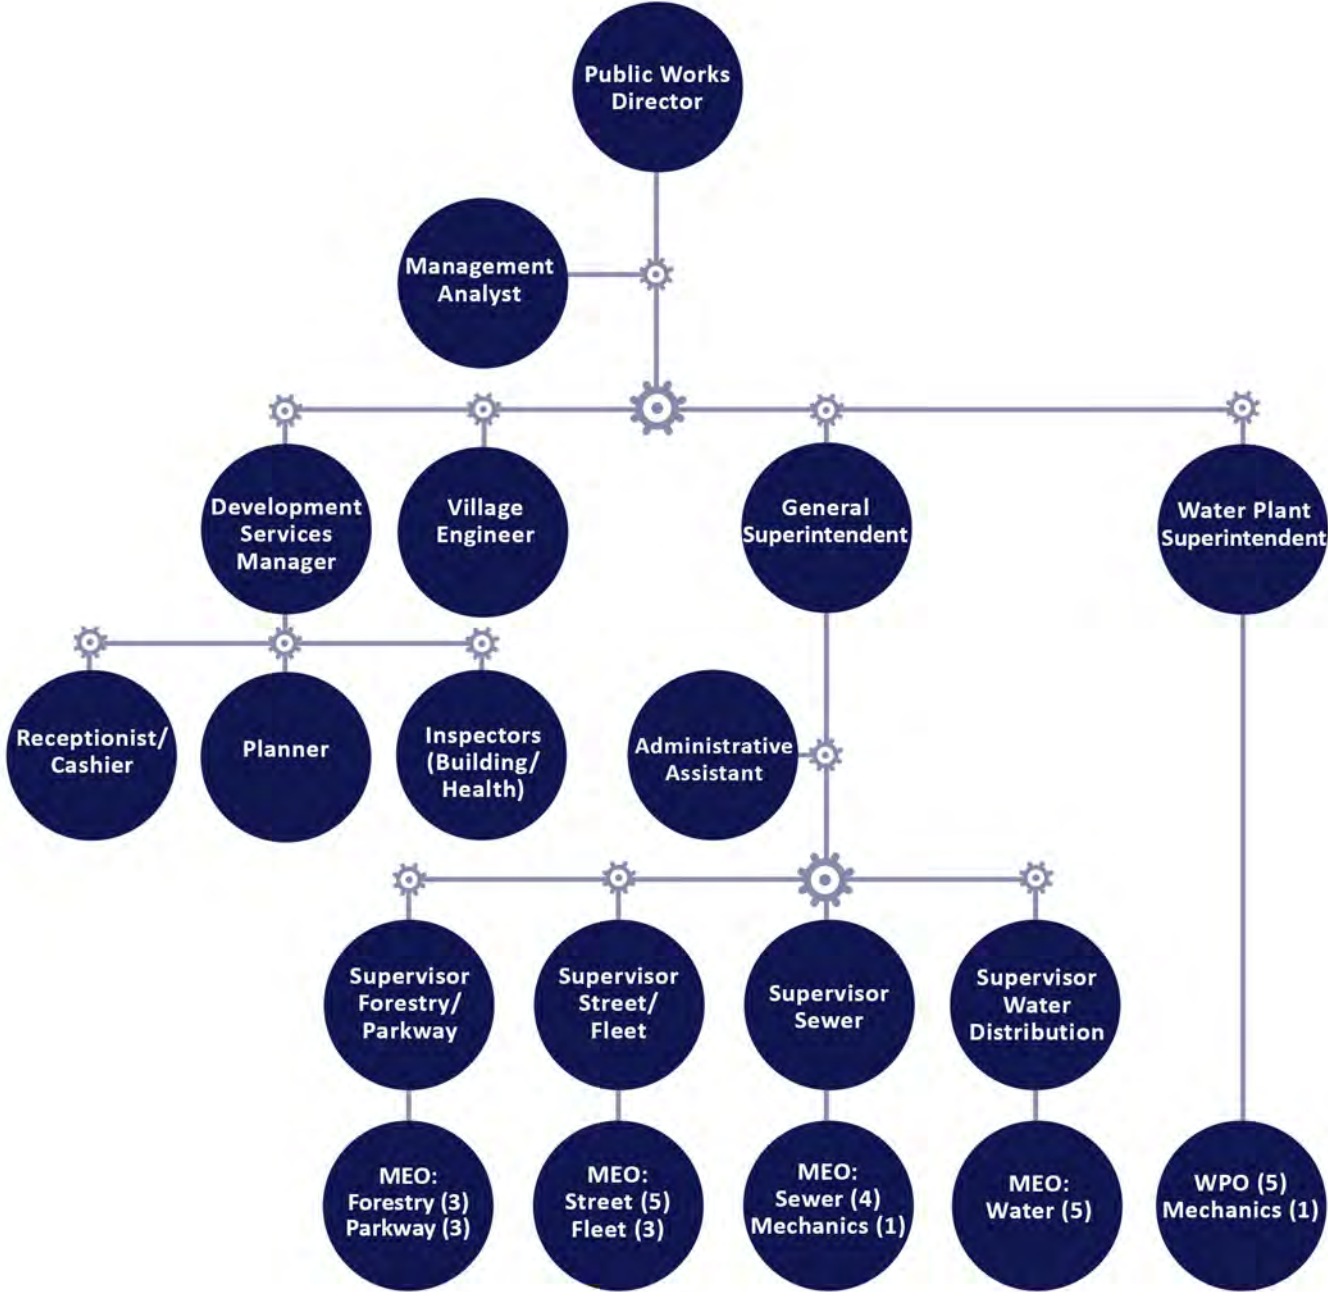 Public Works
Director
Management
Analyst
Development
Services
Manager
Village
Engineer
General
Superintendent
Water Plant
Superintendent
Receptionist/
Cashier
Planner
Inspectors
(Building/
Health)
Administrative
Assistant
Supervisor
Forestry/
Parkway
Supervisor
Street/
Fleet
Supervisor
Sewer
Supervisor
Water
Distribution
MEO:
Forestry (3)
Parkway (3)
MEO:
Street (5)
Fleet (3)
MEO:
Sewer (4)
Mechanics (1)
MEO:
Water (5)
WPO (5)
Mechanics (1)